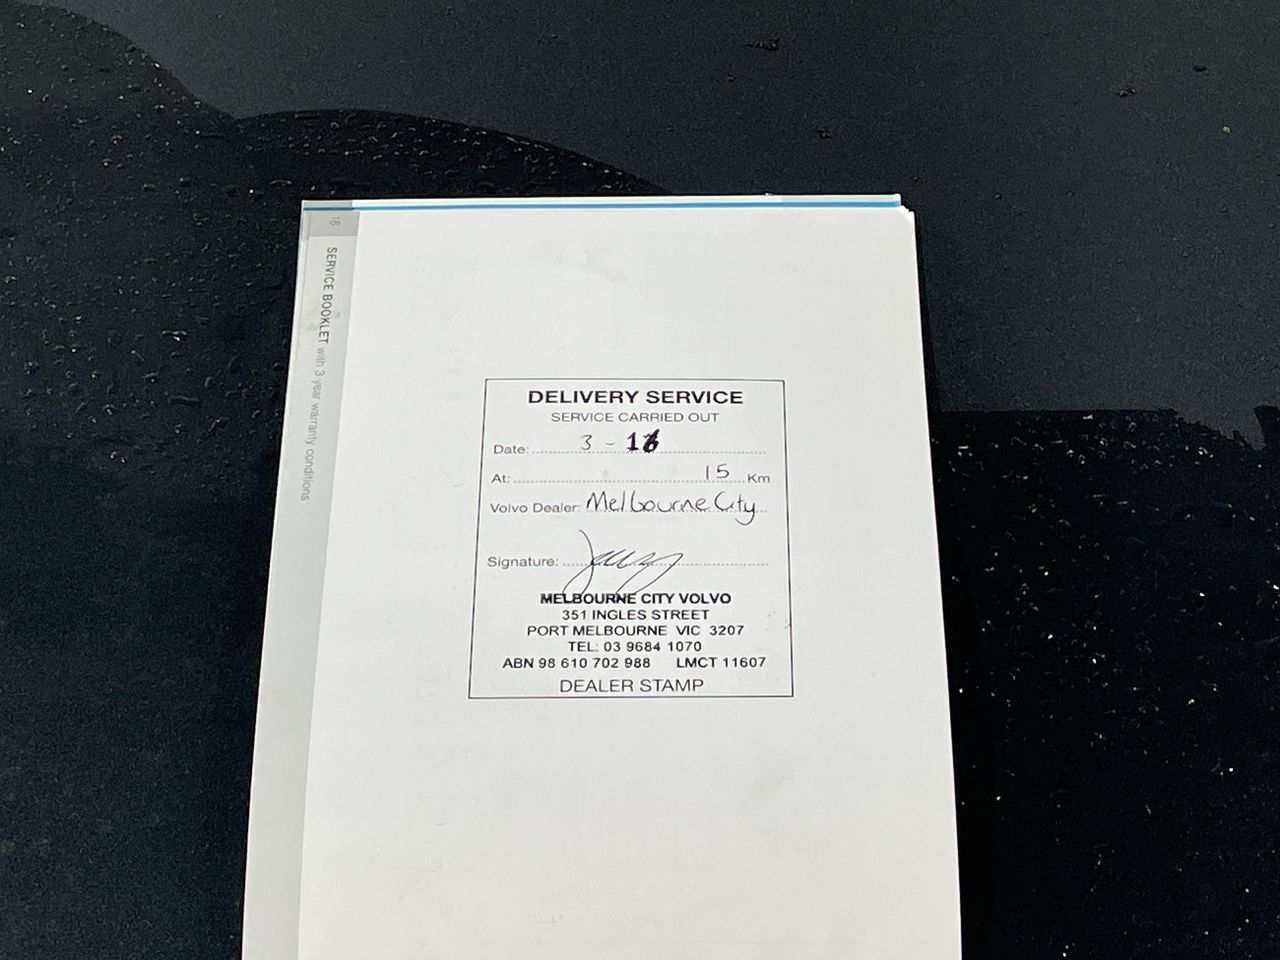 16
SERVICE BOOKLET with 3 year warranty conditions
DELIVERY SERVICE
SERVICE CARRIED OUT
Date: 3 - 16
At: 15 Km
Volvo Dealer: Melbourne City
Signature:
MELBOURNE CITY VOLVO
351 INGLES STREET
PORT MELBOURNE VIC 3207
TEL: 03 9684 1070
ABN 98 610 702 988 LMCT 11607
DEALER STAMP